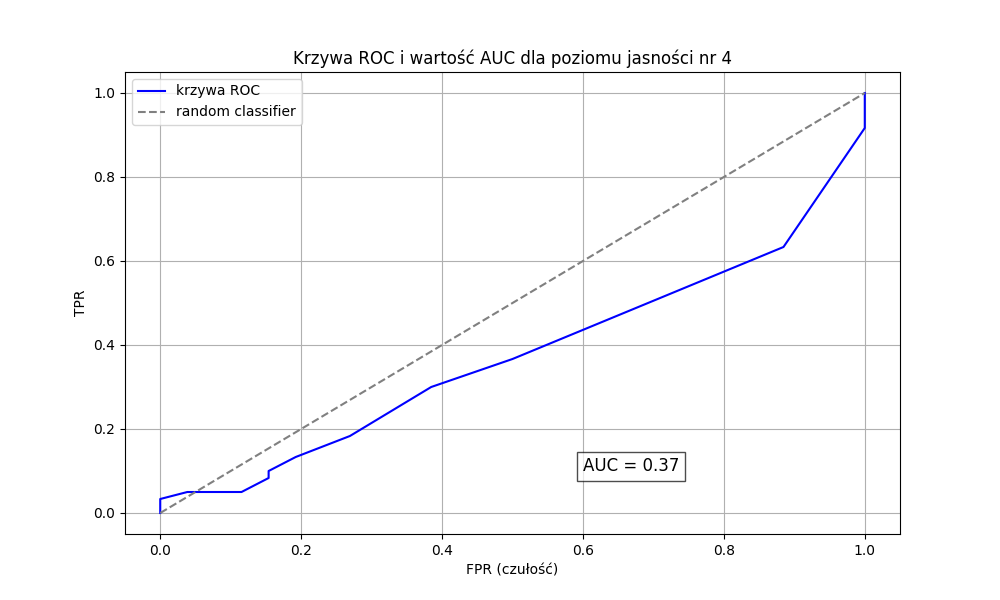 Krzywa ROC i wartość AUC dla poziomu jasności nr 4
krzywa ROC
random classifier
1.0
0.8
0.6
0.4
0.2
0.0
TPR
AUC = 0.37
0.0 0.2 0.4 0.6 0.8 1.0
FPR (czułość)